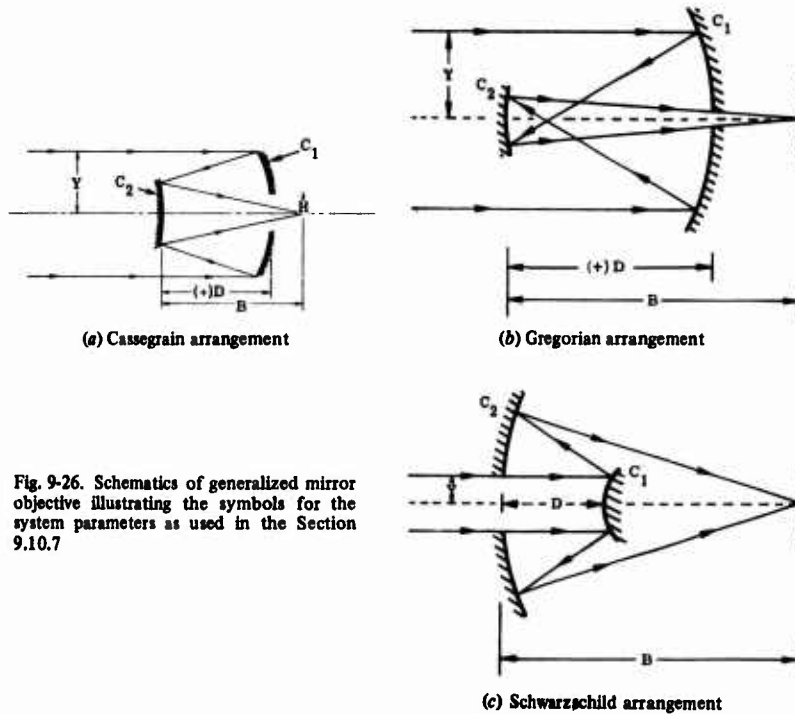 C₁
C₂
Y
H
(+)D
B
(a) Cassegrain arrangement
C₁
Y
C₂
(+) D
B
(b) Gregorian arrangement
C₂
C₁
D
B
(c) Schwarzschild arrangement
Fig. 9-26. Schematics of generalized mirror
objective illustrating the symbols for the
system parameters as used in the Section
9.10.7